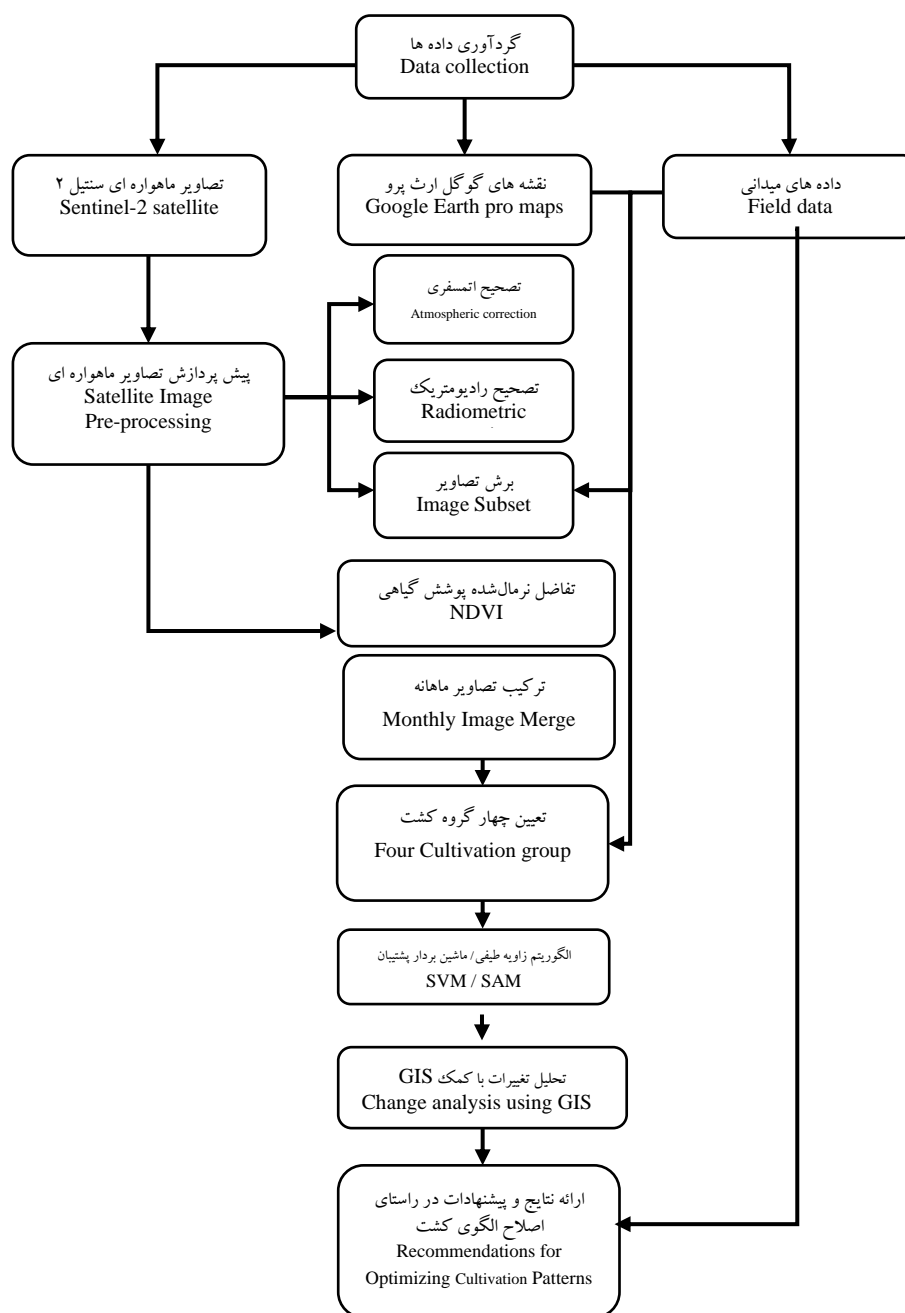 گردآوری داده ها
Data collection
تصاویر ماهواره ای سنتیل ۲
Sentinel-2 satellite
نقشه های گوگل ارث پرو
Google Earth pro maps
داده های میدانی
Field data
تصحیح اتمسفری
Atmospheric correction
پیش پردازش تصاویر ماهواره ای
Satellite Image
Pre-processing
تصحیح رادیومتریک
Radiometric
برش تصاویر
Image Subset
تفاضل نرمال‌شده پوشش گیاهی
NDVI
ترکیب تصاویر ماهانه
Monthly Image Merge
تعیین چهار گروه کشت
Four Cultivation group
الگوریتم زاویه طیفی/ ماشین بردار پشتیبان
SVM / SAM
تحلیل تغییرات با کمک GIS
Change analysis using GIS
ارائه نتایج و پیشنهادات در راستای
اصلاح الگوی کشت
Recommendations for
Optimizing Cultivation Patterns